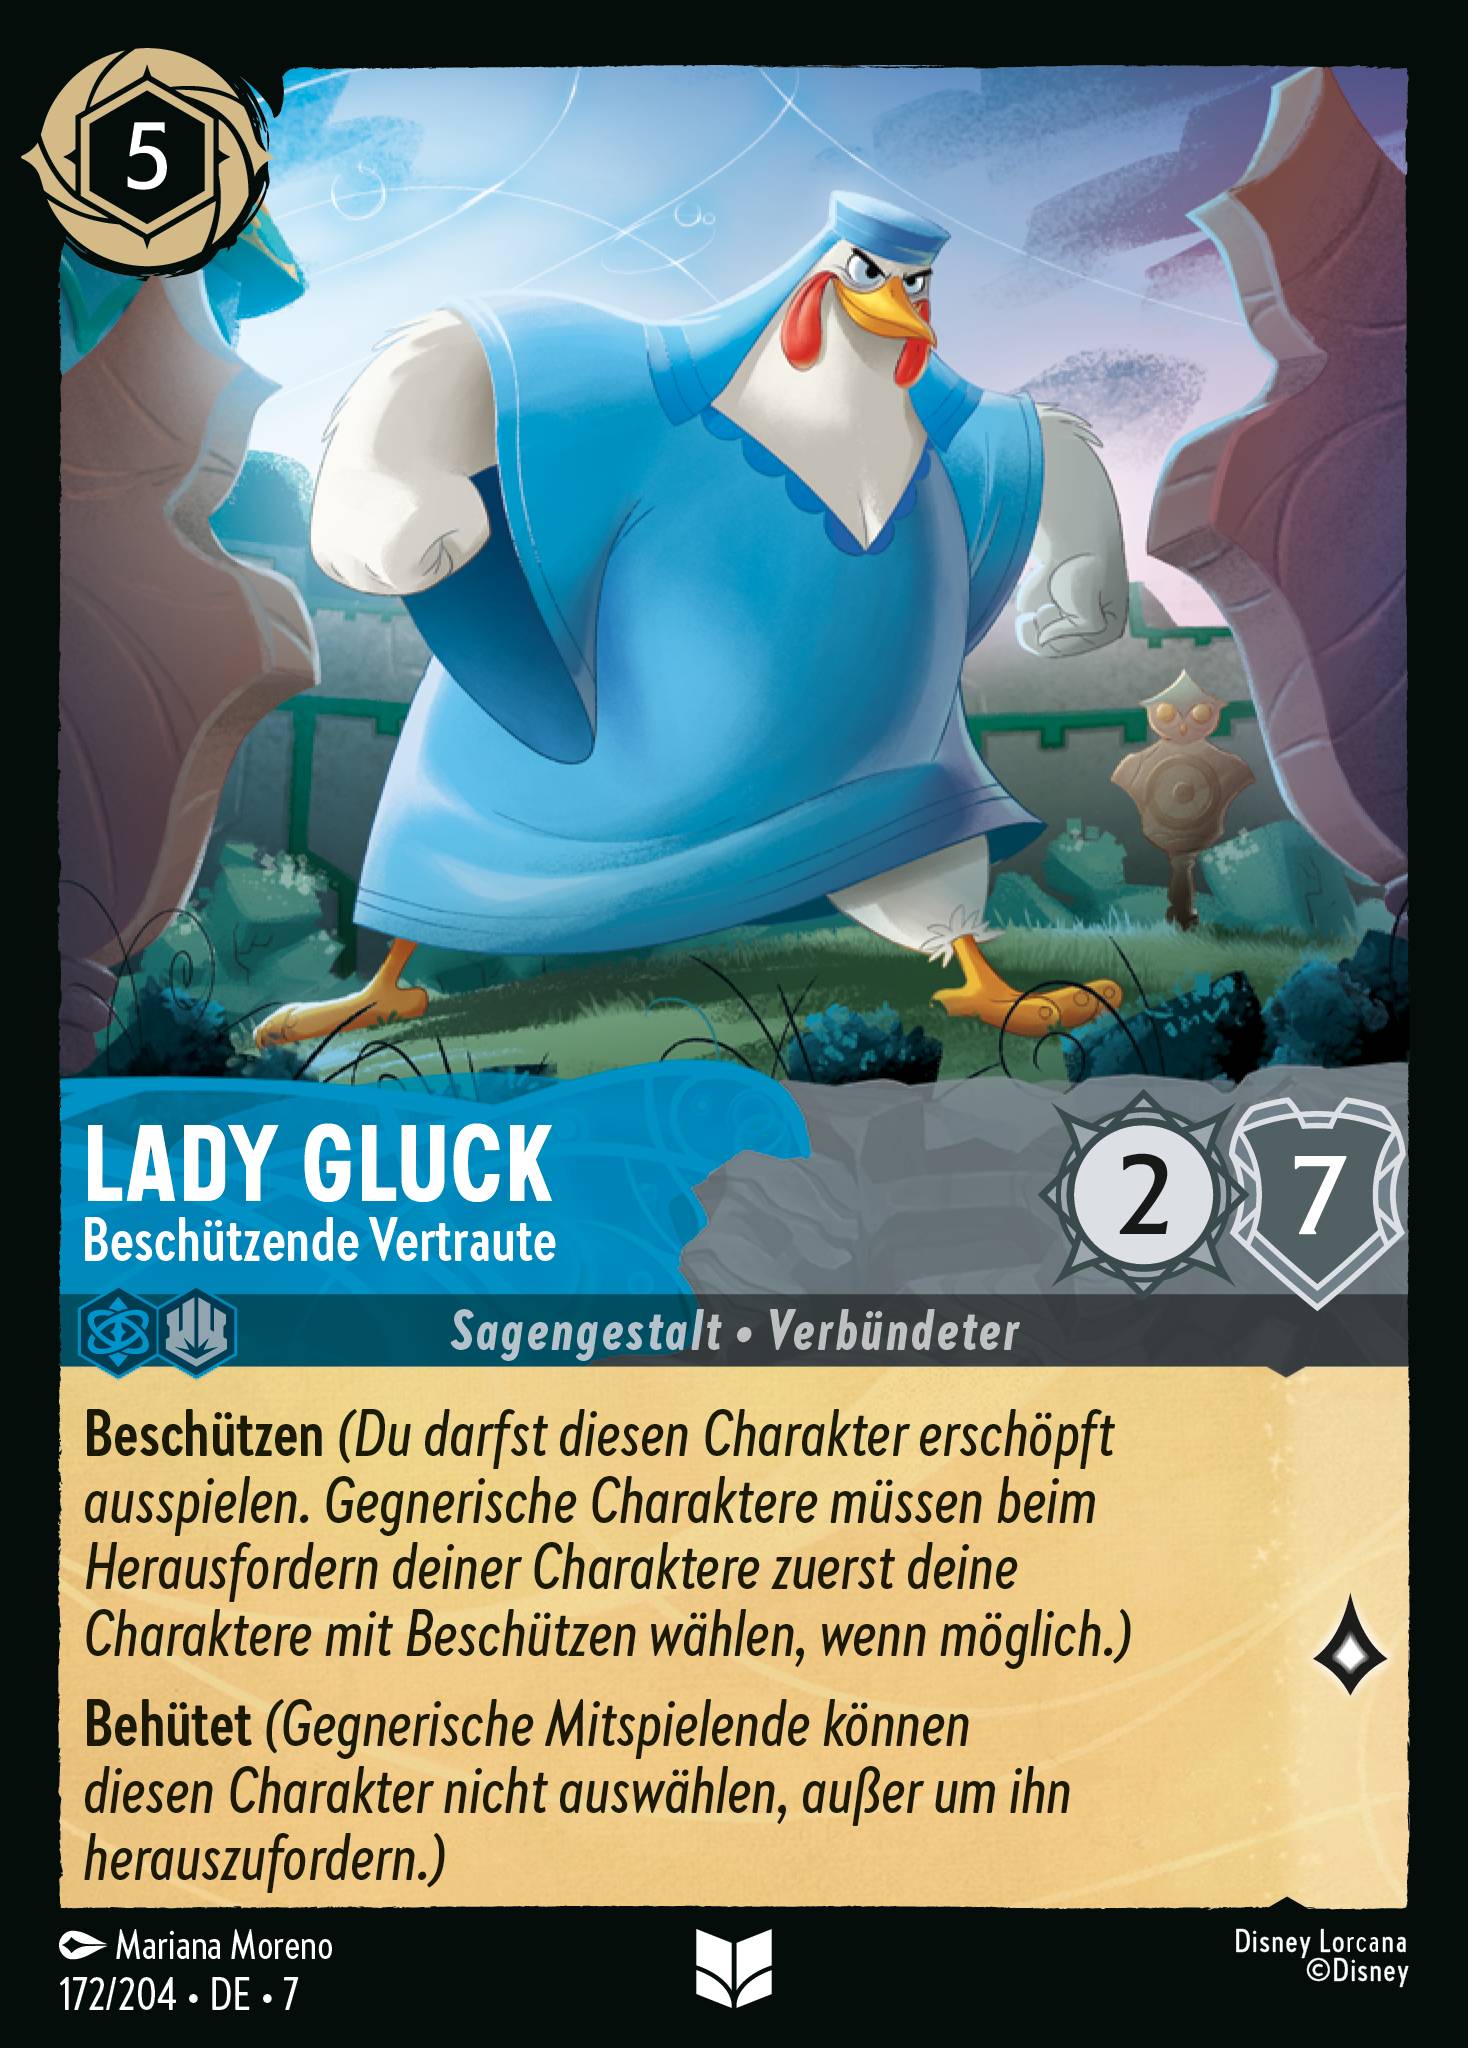 5
LADY GLUCK
Beschützende Vertraute
2
7
Sagengestalt • Verbündeter
Beschützen (Du darfst diesen Charakter erschöpft
ausspielen. Gegnerische Charaktere müssen beim
Herausfordern deiner Charaktere zuerst deine
Charaktere mit Beschützen wählen, wenn möglich.)
Behütet (Gegnerische Mitspielende können
diesen Charakter nicht auswählen, außer um ihn
herauszufordern.)
Mariana Moreno
172/204 • DE • 7
Disney Lorcana
©Disney